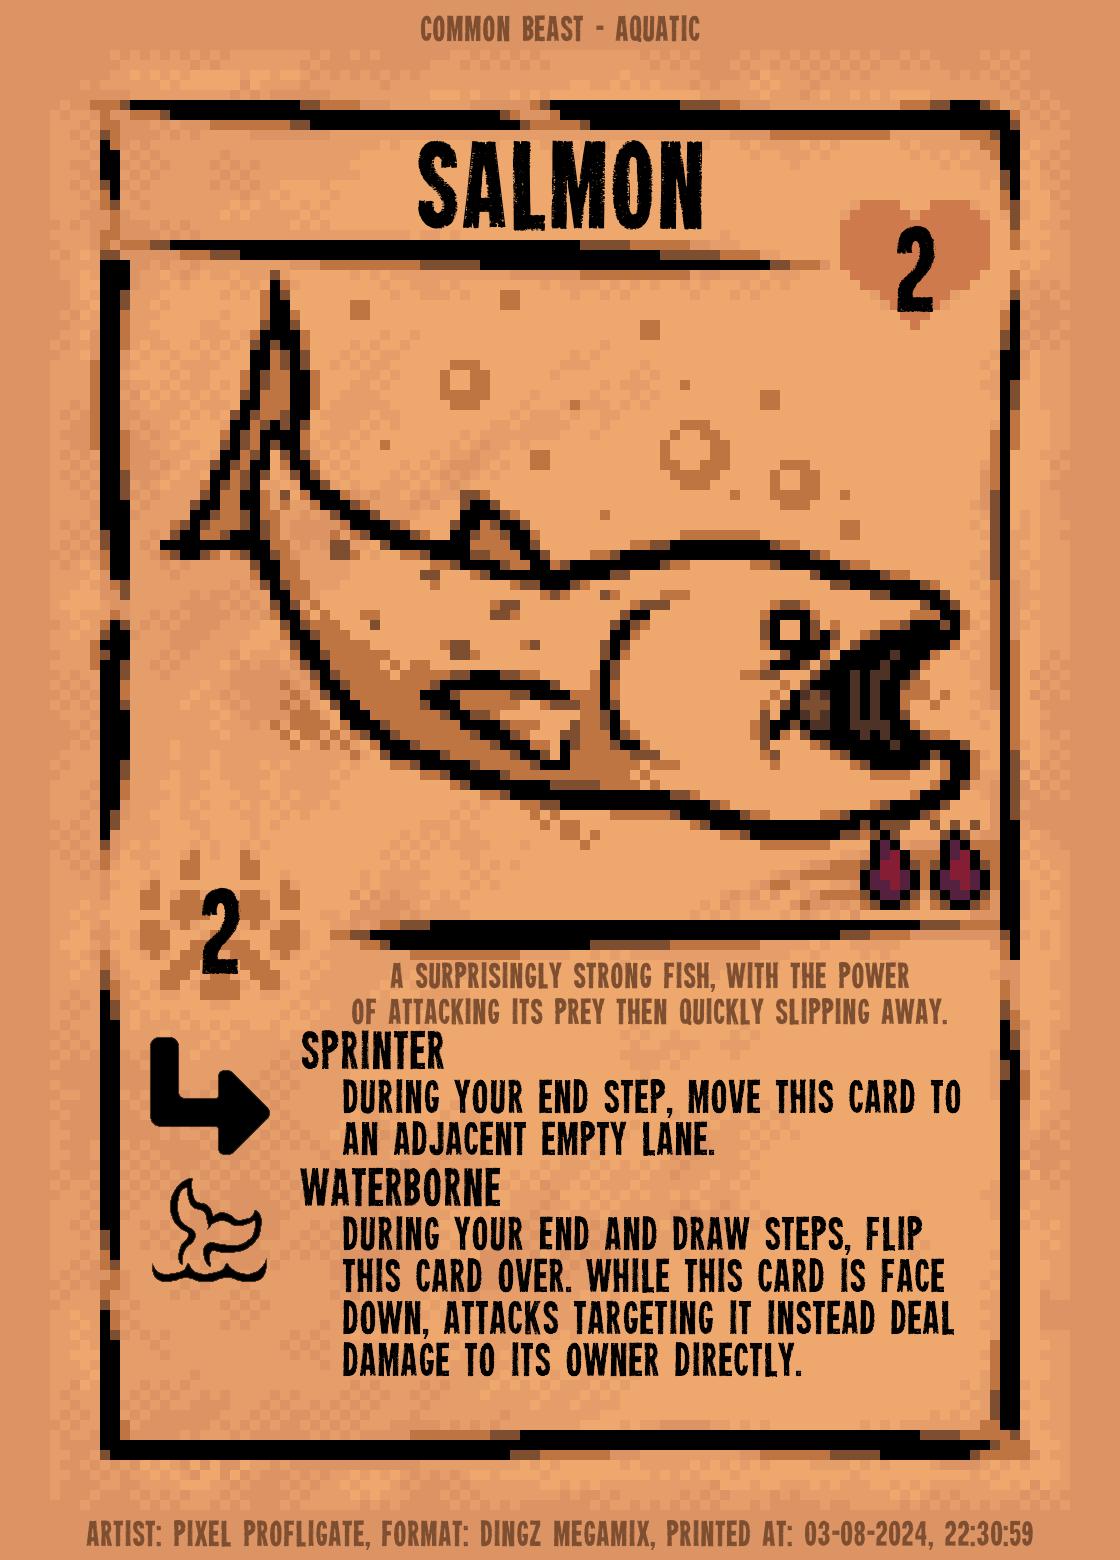 COMMON BEAST - AQUATIC
SALMON
2
2
A SURPRISINGLY STRONG FISH, WITH THE POWER
OF ATTACKING ITS PREY THEN QUICKLY SLIPPING AWAY.
SPRINTER
DURING YOUR END STEP, MOVE THIS CARD TO
AN ADJACENT EMPTY LANE.
WATERBORNE
DURING YOUR END AND DRAW STEPS, FLIP
THIS CARD OVER. WHILE THIS CARD IS FACE
DOWN, ATTACKS TARGETING IT INSTEAD DEAL
DAMAGE TO ITS OWNER DIRECTLY.
ARTIST: PIXEL PROFLIGATE, FORMAT: DINGZ MEGAMIX, PRINTED AT: 03-08-2024, 22:30:59